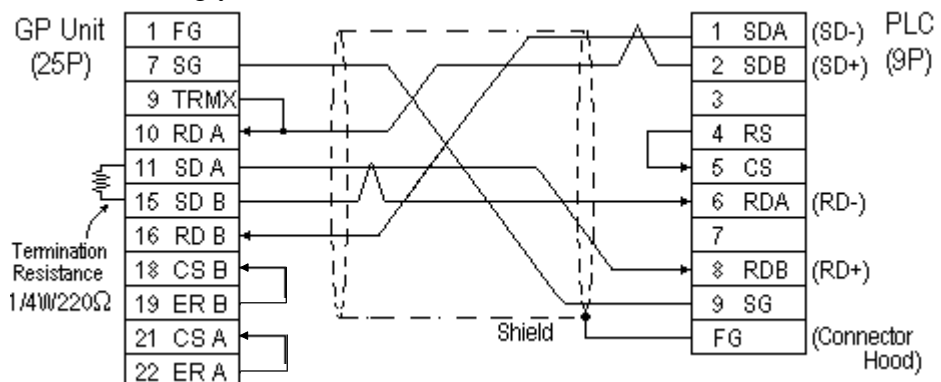 GP Unit
(25P)
1 FG
7 SG
9 TRMX
10 RD A
11 SD A
15 SD B
16 RD B
18 CS B
19 ER B
21 CS A
22 ER A
Termination
Resistance
1/4W220Ω
Shield
PLC
(9P)
1 SDA (SD-)
2 SDB (SD+)
3
4 RS
5 CS
6 RDA (RD-)
7
8 RDB (RD+)
9 SG
FG (Connector
Hood)